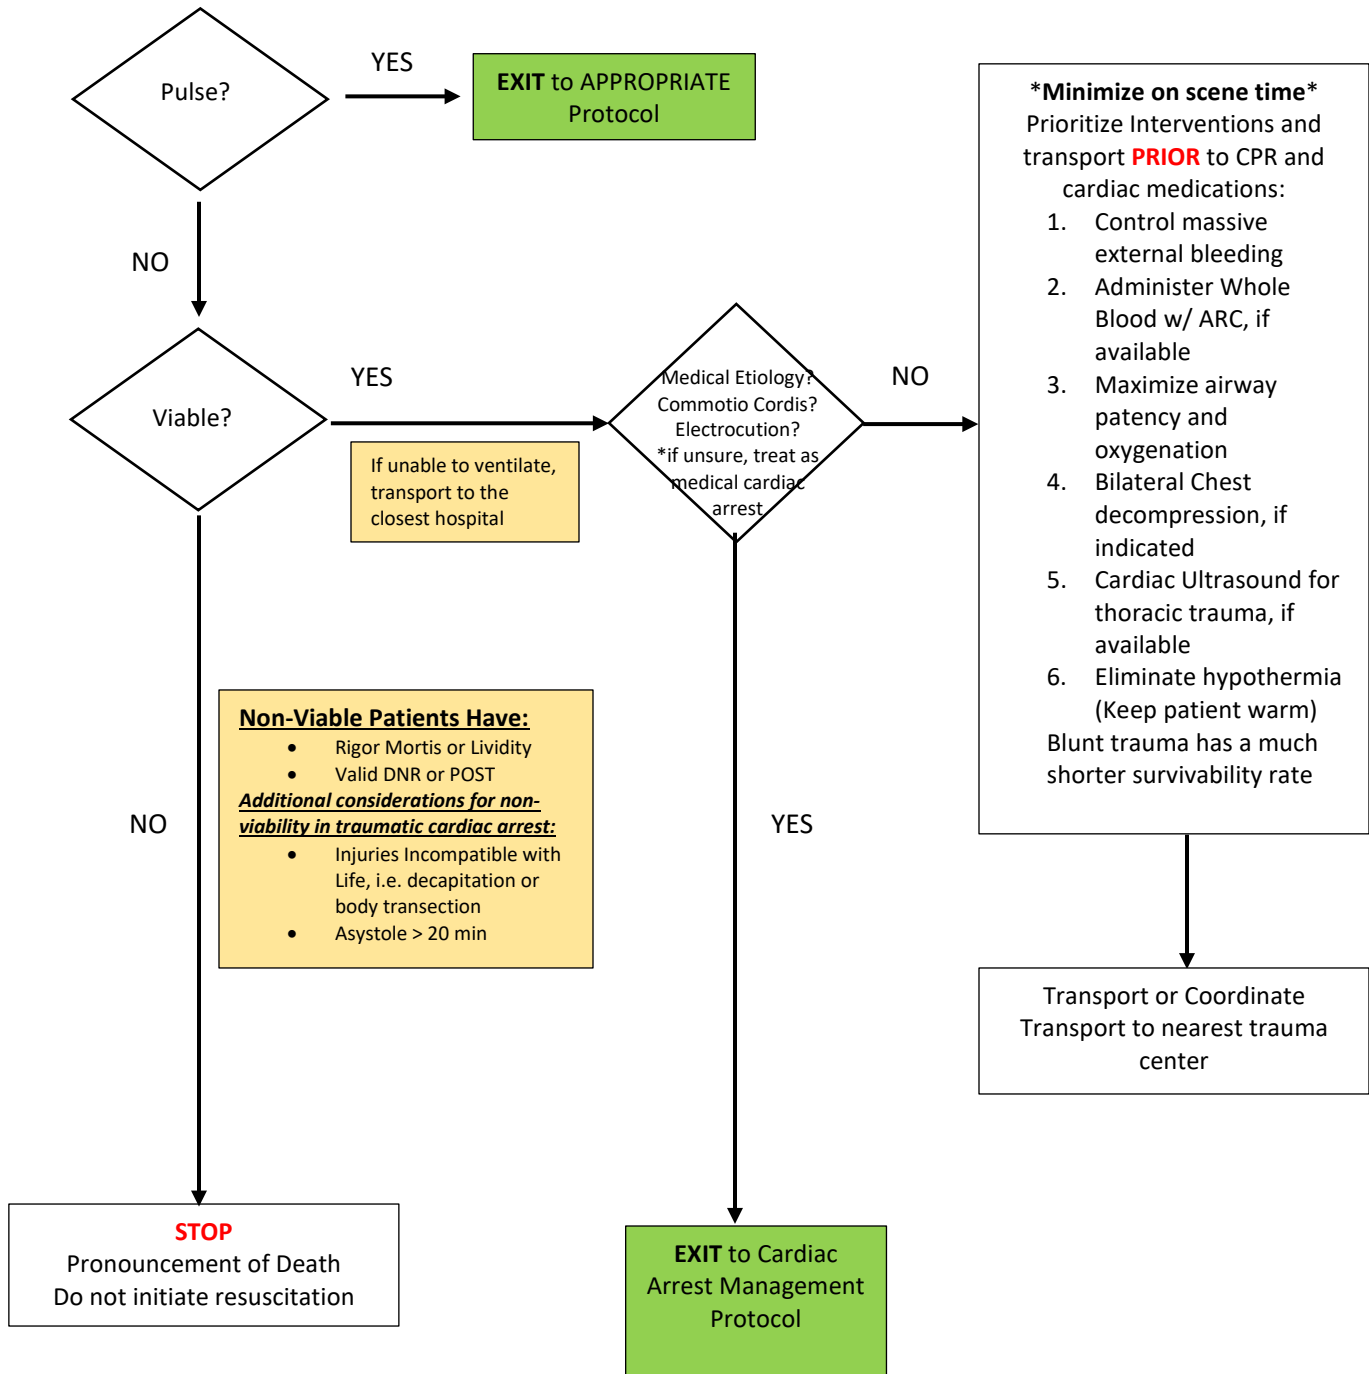 Pulse?
YES
EXIT to APPROPRIATE
Protocol
NO
Viable?
YES
If unable to ventilate,
transport to the
closest hospital
Medical Etiology?
Commotio Cordis?
Electrocution?
*if unsure, treat as
medical cardiac
arrest
NO
*Minimize on scene time*
Prioritize Interventions and
transport PRIOR to CPR and
cardiac medications:
1. Control massive
external bleeding
2. Administer Whole
Blood w/ ARC, if
available
3. Maximize airway
patency and
oxygenation
4. Bilateral Chest
decompression, if
indicated
5. Cardiac Ultrasound for
thoracic trauma, if
available
6. Eliminate hypothermia
(Keep patient warm)
Blunt trauma has a much
shorter survivability rate
Non-Viable Patients Have:
• Rigor Mortis or Lividity
• Valid DNR or POST
Additional considerations for non-
viability in traumatic cardiac arrest:
• Injuries Incompatible with
Life, i.e. decapitation or
body transection
• Asystole > 20 min
NO
YES
Transport or Coordinate
Transport to nearest trauma
center
STOP
Pronouncement of Death
Do not initiate resuscitation
EXIT to Cardiac
Arrest Management
Protocol